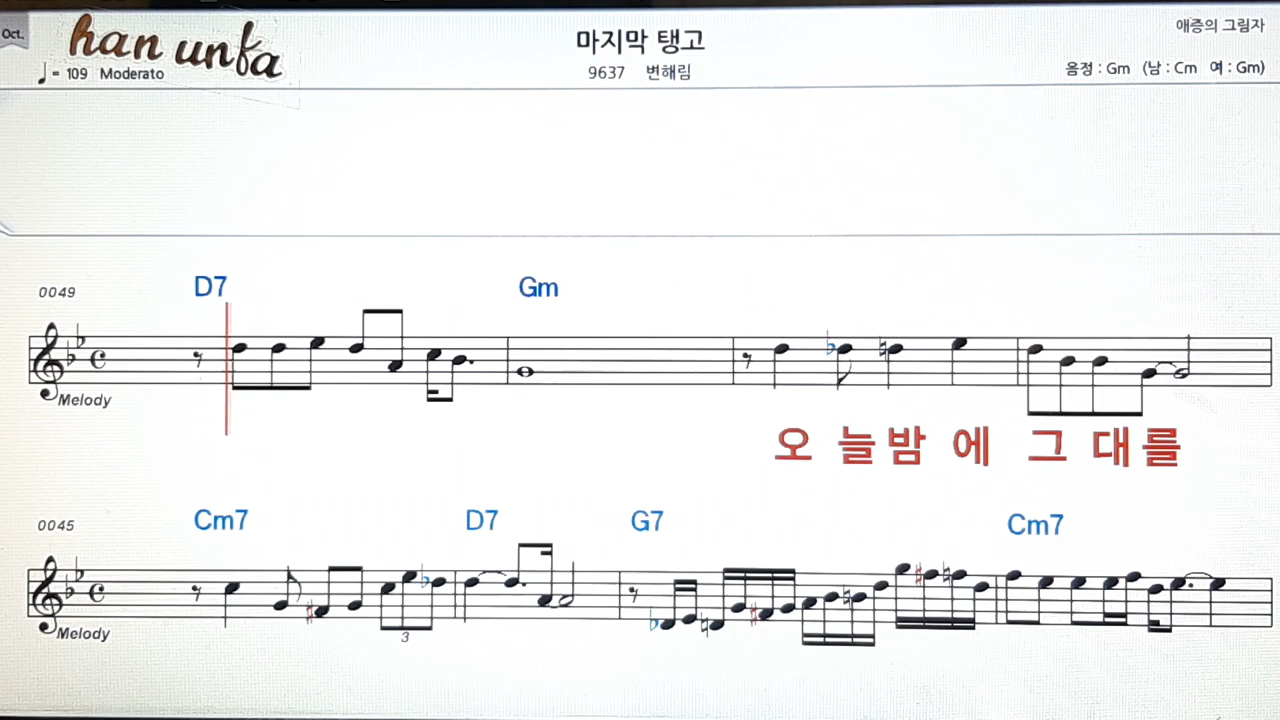 Oct.
han unfa
마지막 탱고
애증의 그림자
♩= 109 Moderato
9637 변해림
음정 : Gm (남 : Cm 여 : Gm)
0049
D7
Gm
Melody
오 늘밤 에 그 대를
0045
Cm7
D7
G7
Cm7
Melody
3